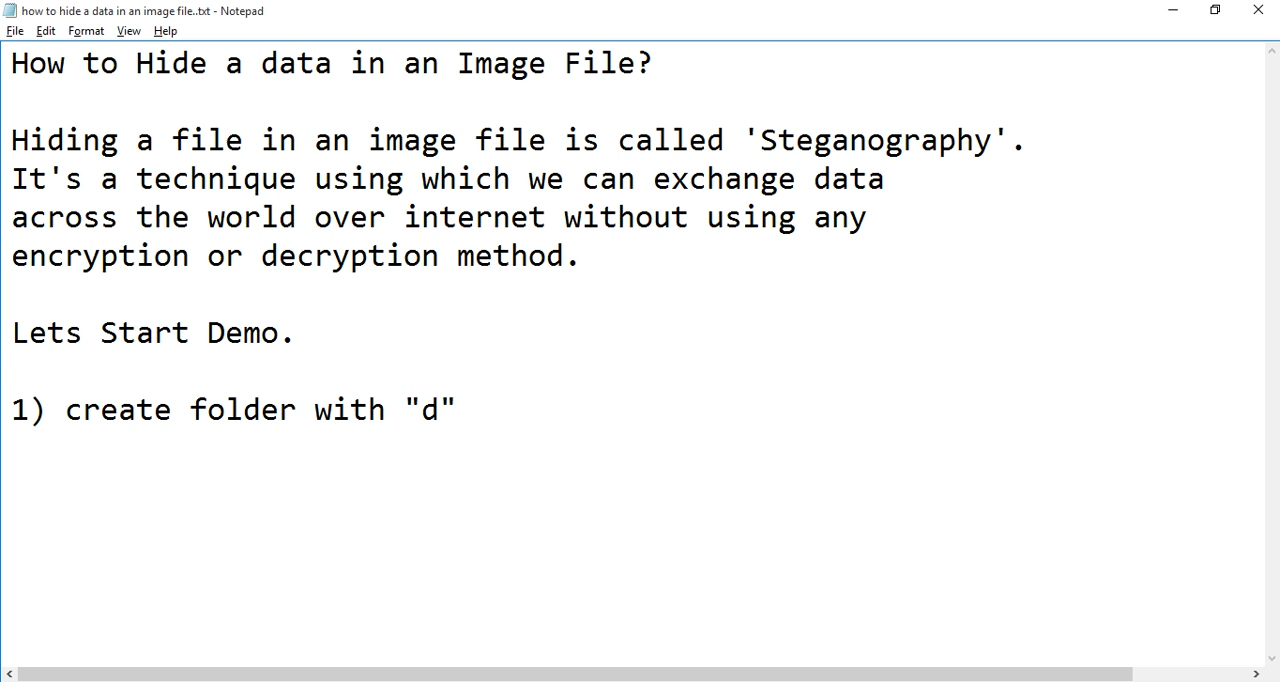 how to hide a data in an image file..txt - Notepad
File Edit Format View Help
How to Hide a data in an Image File?
Hiding a file in an image file is called 'Steganography'.
It's a technique using which we can exchange data
across the world over internet without using any
encryption or decryption method.
Lets Start Demo.
1) create folder with "d"